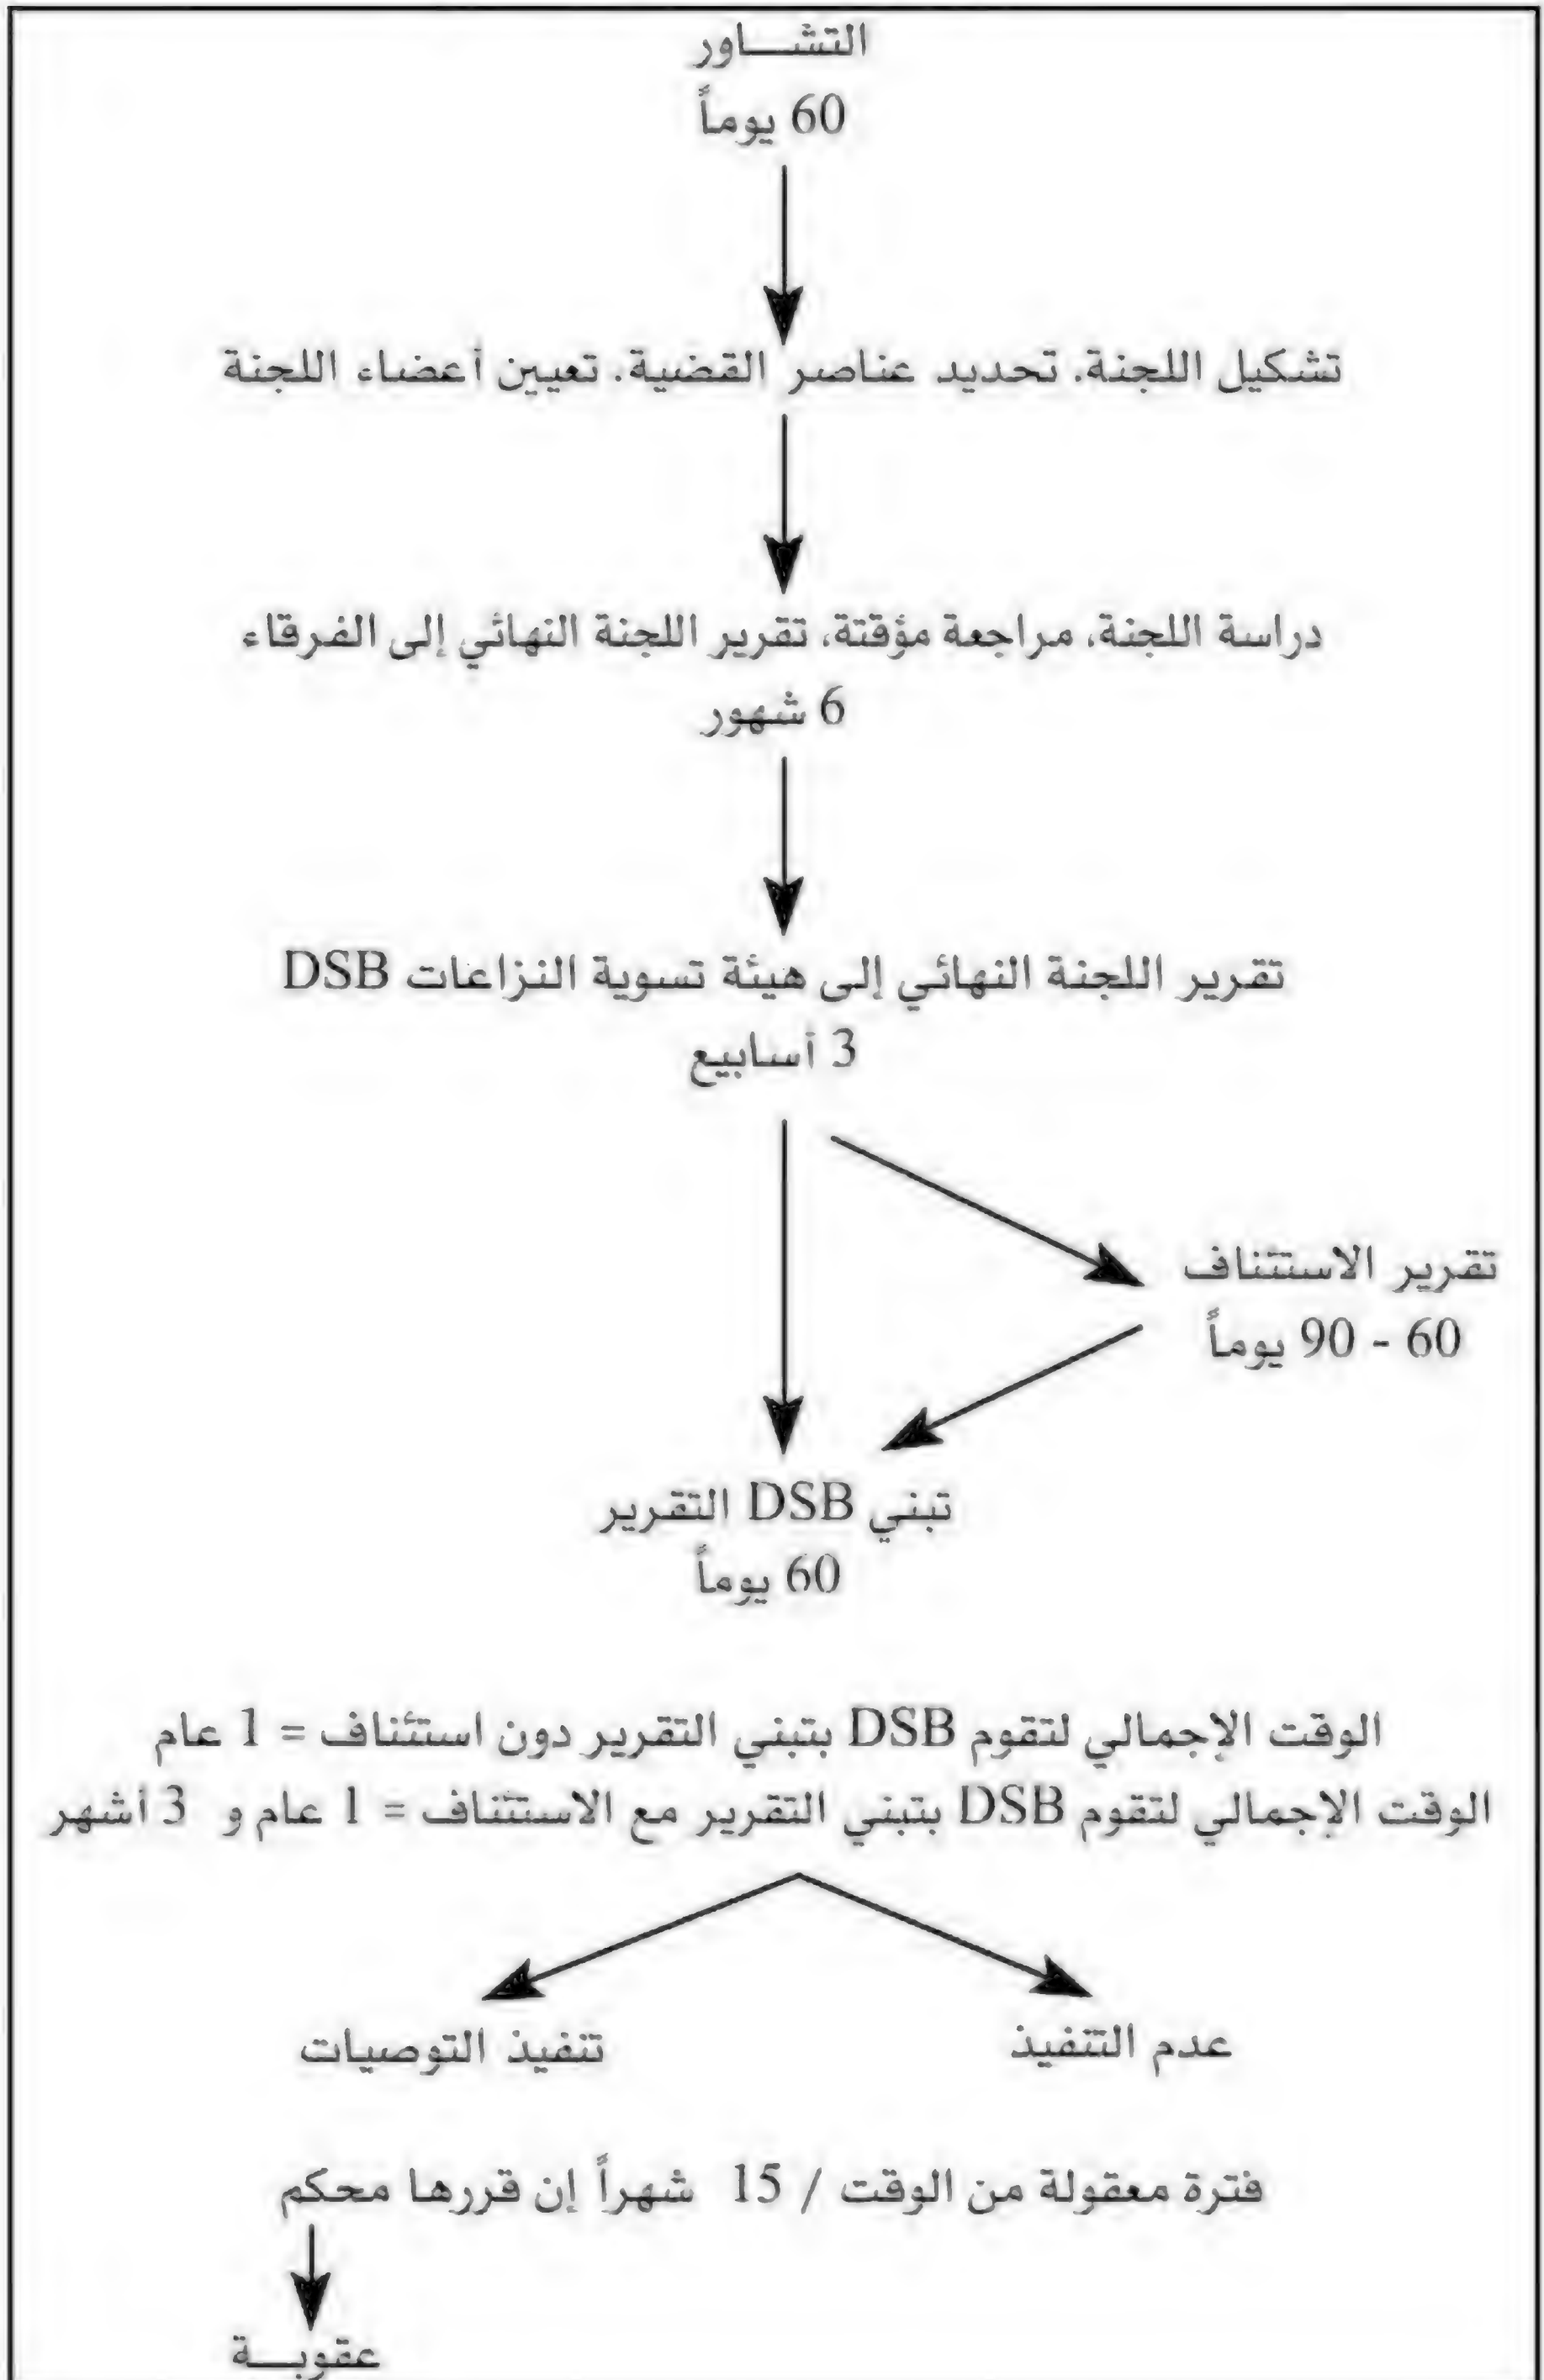 التشـــاور
60 يوماً
تشكيل اللجنة. تحديد عناصر القضية. تعيين أعضاء اللجنة
دراسة اللجنة، مراجعة مؤقتة، تقرير اللجنة النهائي إلى الفرقاء
6 شهور
تقرير اللجنة النهائي إلى هيئة تسوية النزاعات DSB
3 أسابيع
تقرير الاستئناف
60 - 90 يوماً
تبني DSB التقرير
60 يوماً
الوقت الإجمالي لتقوم DSB بتبني التقرير دون استئناف = 1 عام
الوقت الإجمالي لتقوم DSB بتبني التقرير مع الاستئناف = 1 عام و 3 أشهر
عدم التنفيذ
تنفيذ التوصيات
فترة معقولة من الوقت / 15 شهراً إن قررها محكم
عقوبـــة